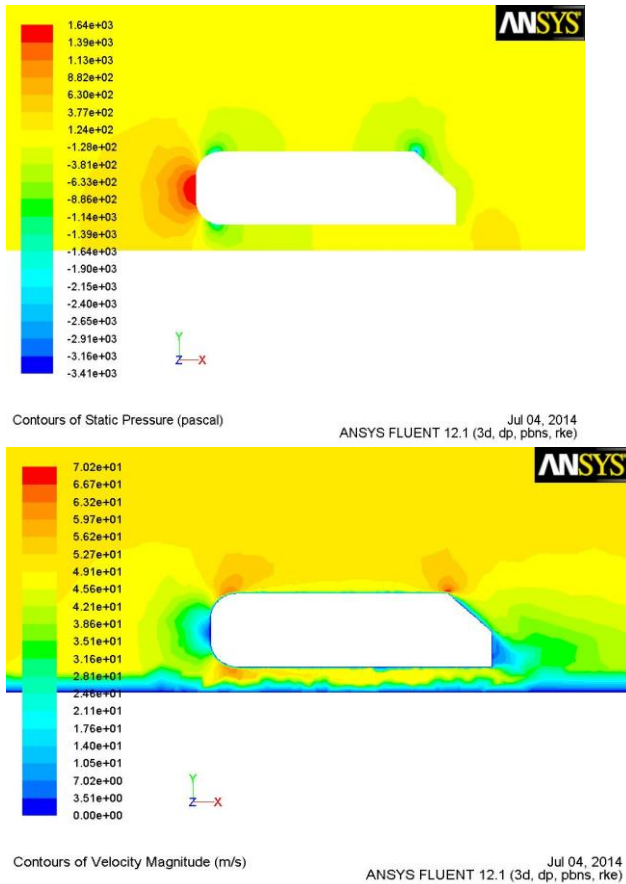 ANSYS
1.64e+03
1.39e+03
1.13e+03
8.82e+02
6.30e+02
3.77e+02
1.24e+02
-1.28e+02
-3.81e+02
-6.33e+02
-8.86e+02
-1.14e+03
-1.39e+03
-1.64e+03
-1.90e+03
-2.15e+03
-2.40e+03
-2.65e+03
-2.91e+03
-3.16e+03
-3.41e+03
Y
Z X
Contours of Static Pressure (pascal)
Jul 04, 2014
ANSYS FLUENT 12.1 (3d, dp, pbns, rke)
ANSYS
7.02e+01
6.67e+01
6.32e+01
5.97e+01
5.62e+01
5.27e+01
4.91e+01
4.56e+01
4.21e+01
3.86e+01
3.51e+01
3.16e+01
2.81e+01
2.46e+01
2.11e+01
1.76e+01
1.40e+01
1.05e+01
7.02e+00
3.51e+00
0.00e+00
Y
Z X
Contours of Velocity Magnitude (m/s)
Jul 04, 2014
ANSYS FLUENT 12.1 (3d, dp, pbns, rke)